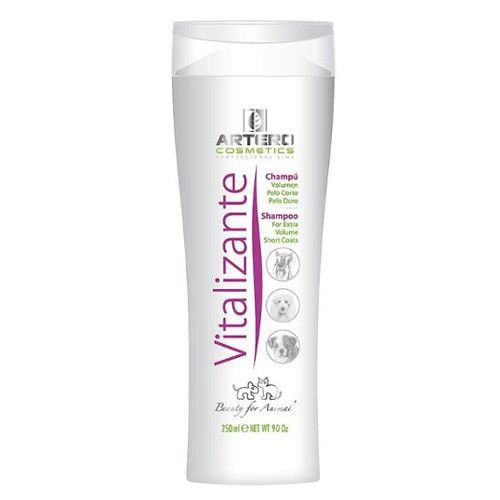 ARTERO
COSMETICS
PROFESSIONAL LINE
Vitalizante
Champú
Volumen
Pelo Corto
Pelo Duro
Shampoo
For Extra
Volume
Short Coats
Beauty for Animal
250ml e NET WT 9.0 Oz